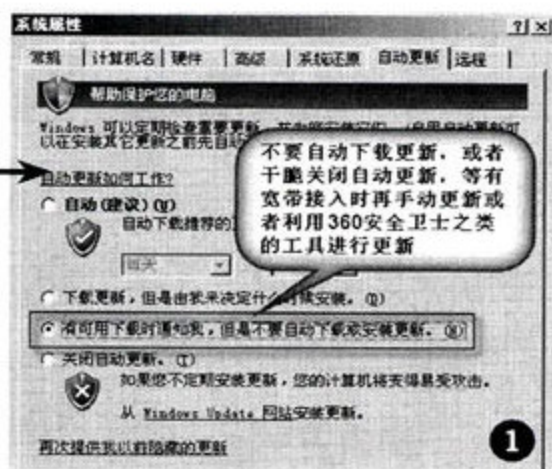 系统属性
常规 计算机名 硬件 高级 系统还原 自动更新 远程
帮助保护您的电脑
Windows 可以定期检查重要更新，
以在安装其它更新之前先自动
不要自动下载更新，或者
干脆关闭自动更新，等有
宽带接入时再手动更新或
者利用360安全卫士之类
的工具进行更新
自动更新如何工作?
自动(建议)(U)
自动下载推荐的
每天
下载更新，但是由我来决定什么时候安装。(D)
有可用下载时通知我，但是不要自动下载或安装更新。(N)
关闭自动更新。(T)
如果您不定期安装更新，您的计算机将变得易受攻击。
从 Windows Update 网站安装更新。
再次提供我以前隐藏的更新
1